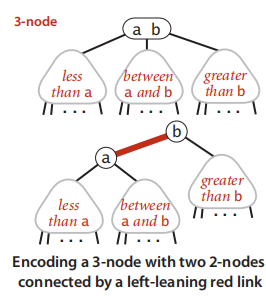 3-node
a b
less
than a
between
a and b
greater
than b
. . .
. . .
. . .
b
a
less
than a
between
a and b
greater
than b
. . .
. . .
. . .
Encoding a 3-node with two 2-nodes
connected by a left-leaning red link